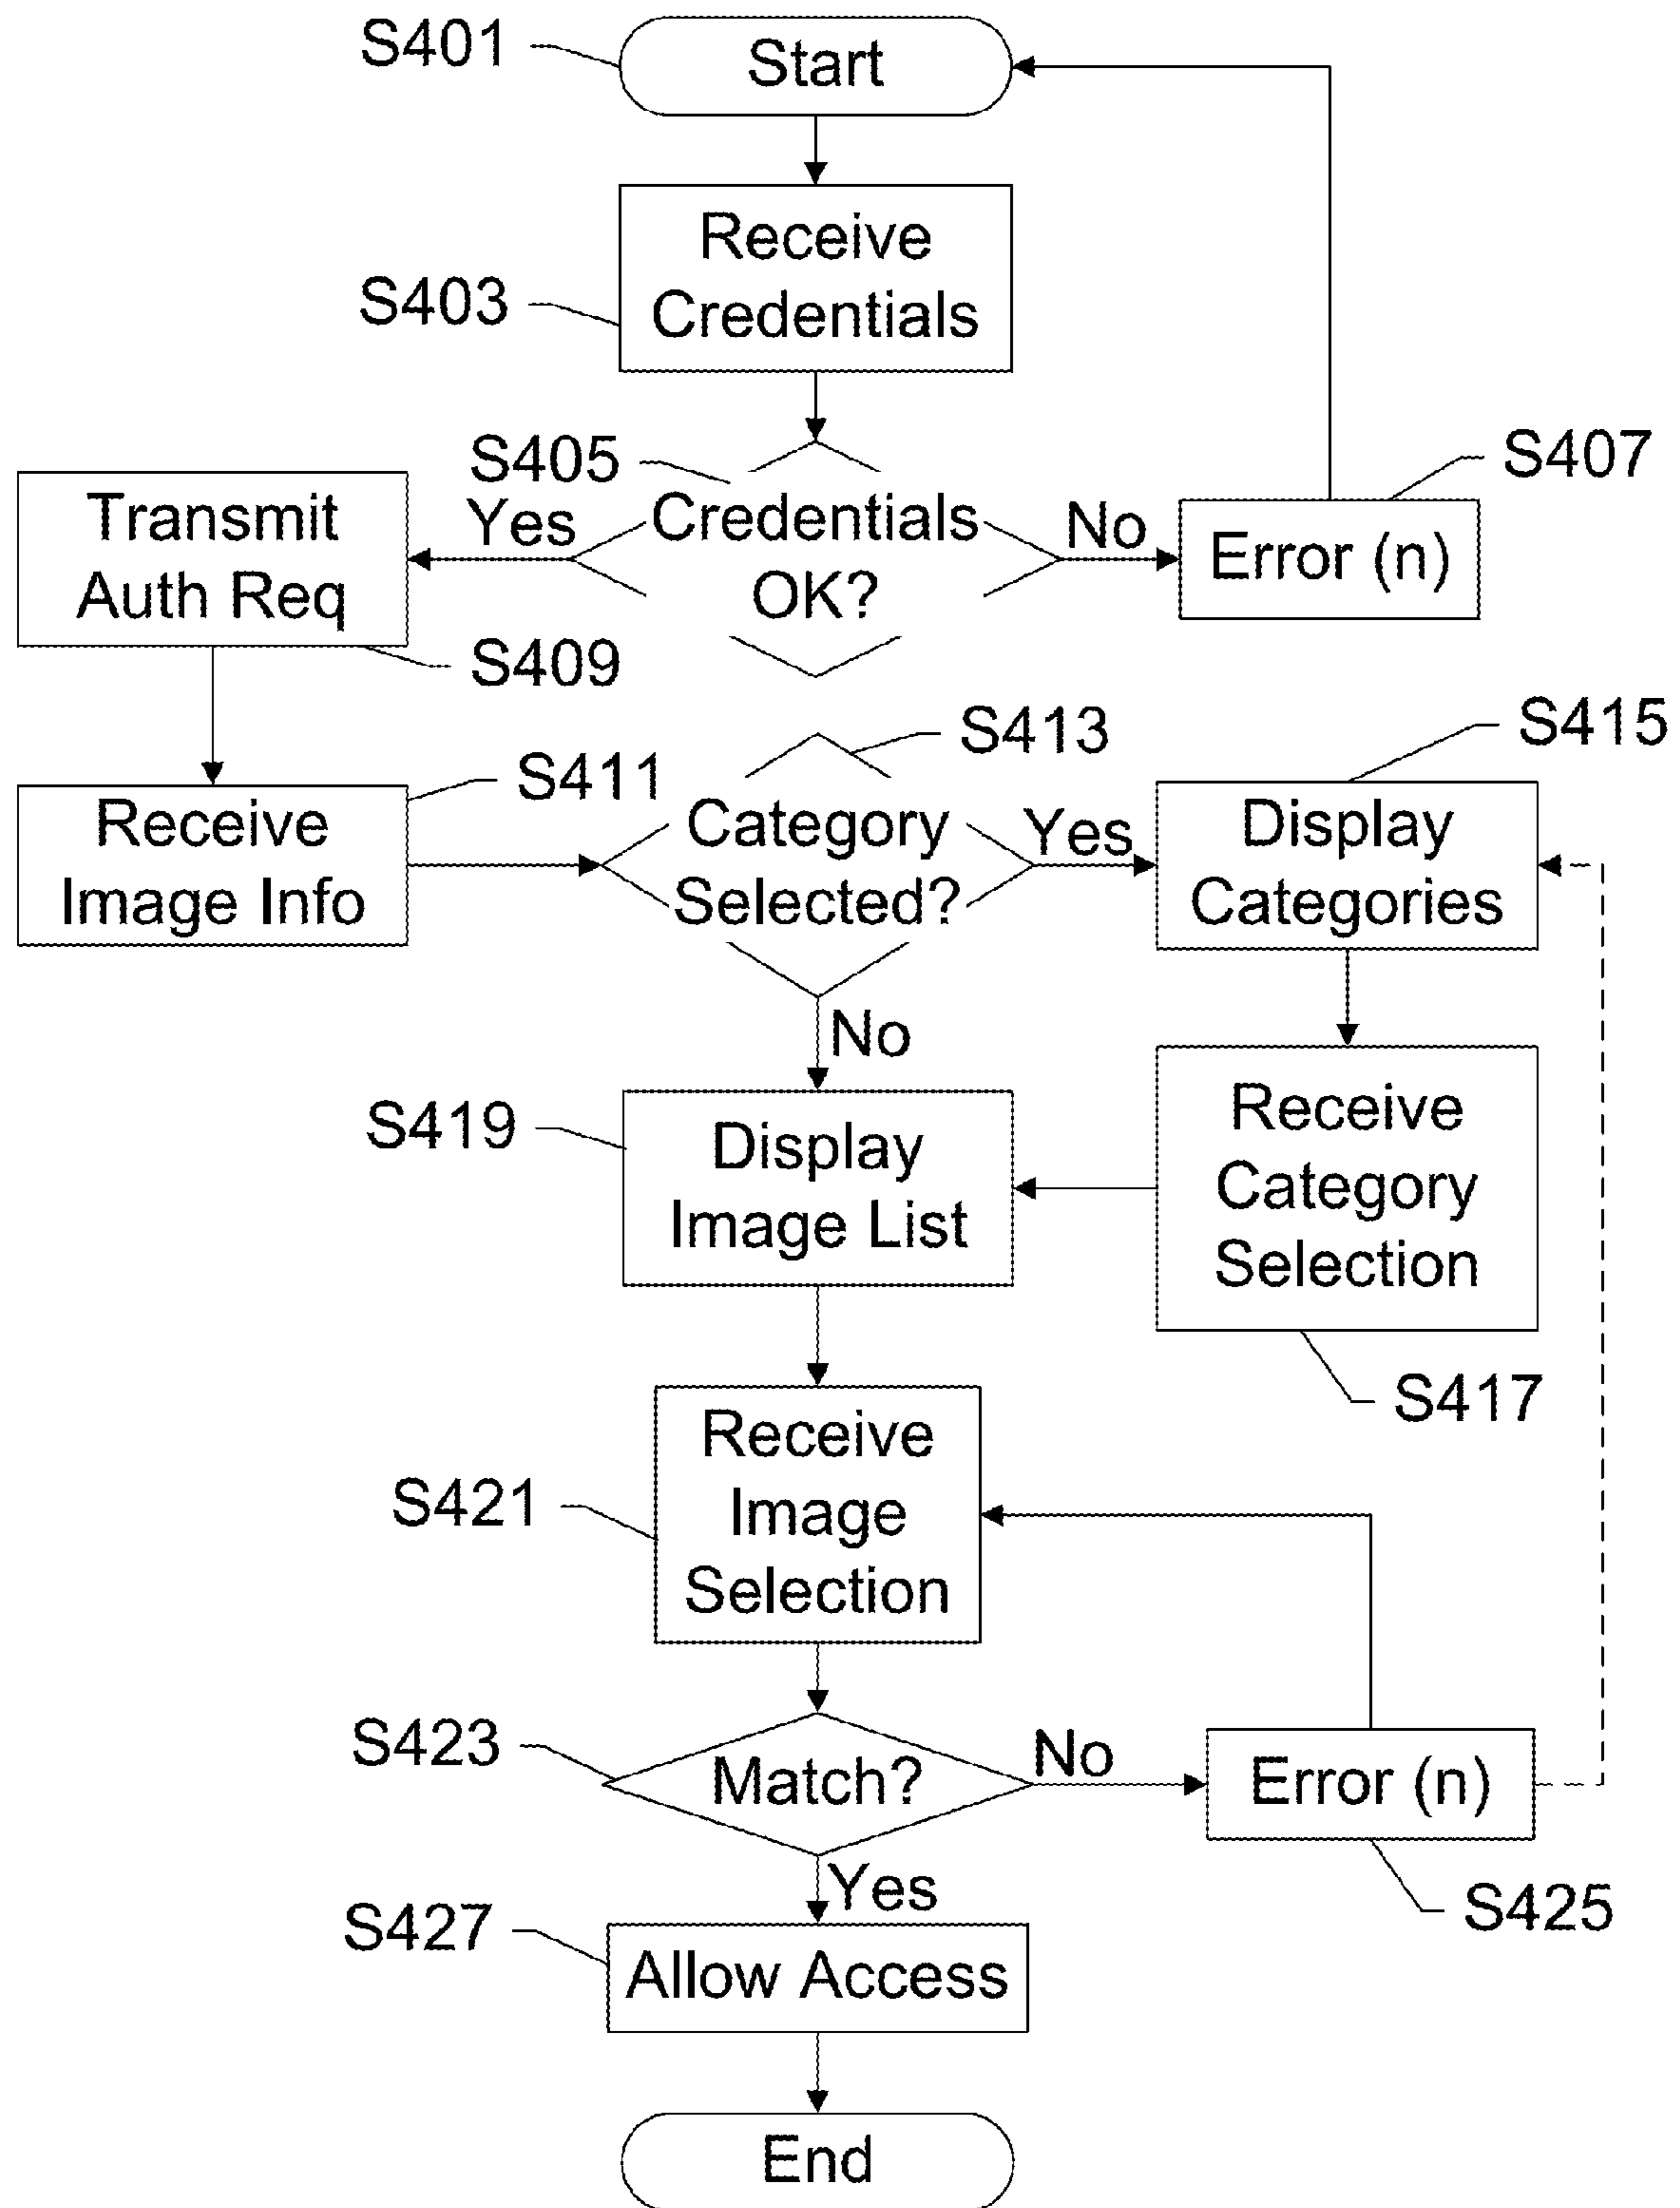 S401
Start
Receive
Credentials
S403
S405
S407
Transmit
Auth Req
Yes
Credentials
OK?
No
Error (n)
S409
S413
S415
S411
Receive
Image Info
Category
Selected?
Yes
Display
Categories
No
S419
Display
Image List
Receive
Category
Selection
S417
S421
Receive
Image
Selection
S423
Match?
No
Error (n)
Yes
S425
S427
Allow Access
End